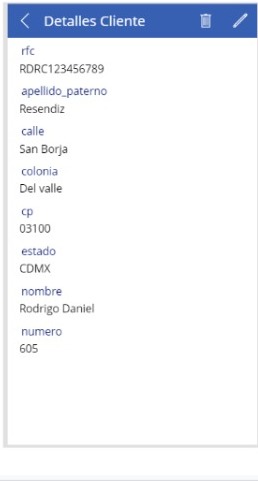 Detalles Cliente
rfc
RDRC123456789
apellido_paterno
Resendiz
calle
San Borja
colonia
Del valle
cp
03100
estado
CDMX
nombre
Rodrigo Daniel
numero
605